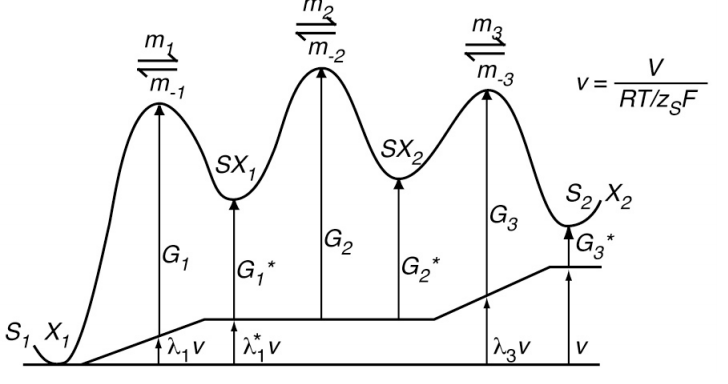 m₁ ⇌ m₋₁
m₂ ⇌ m₋₂
m₃ ⇌ m₋₃
v = V / RT/z_SF
SX₁
SX₂
S₂ X₂
G₁
G₁*
G₂
G₂*
G₃
G₃*
S₁ X₁
λ₁v
λ₁*v
λ₃v
v